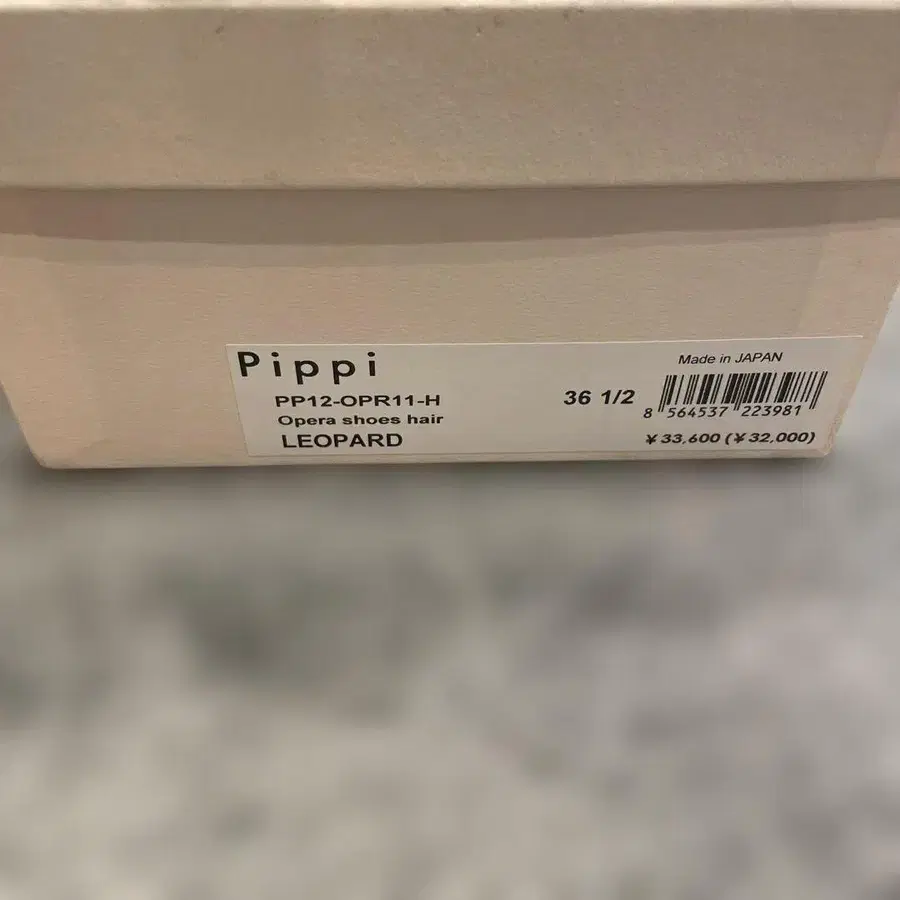 Pippi
PP12-OPR11-H
Opera shoes hair
LEOPARD
36 1/2
Made in JAPAN
8 564537 223981
¥33,600 (¥32,000)